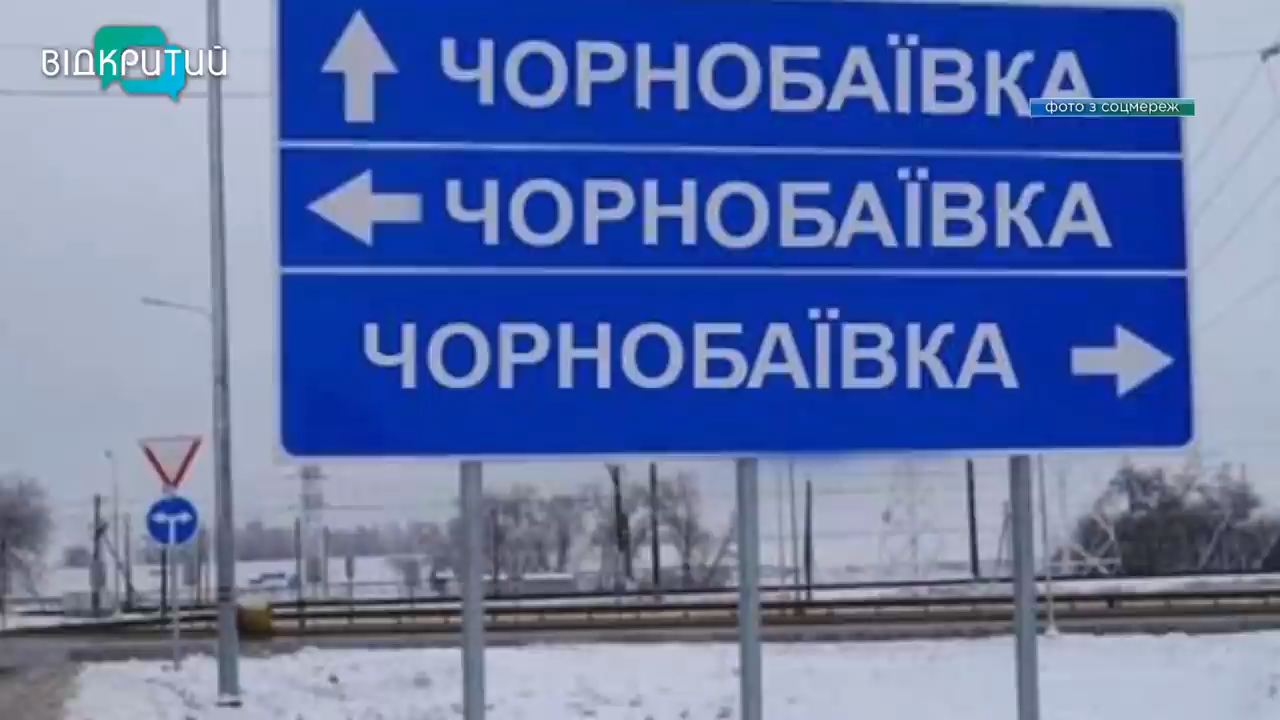 ВІДКРИТИЙ
ЧОРНОБАЇВКА
фото з соцмереж
ЧОРНОБАЇВКА
ЧОРНОБАЇВКА